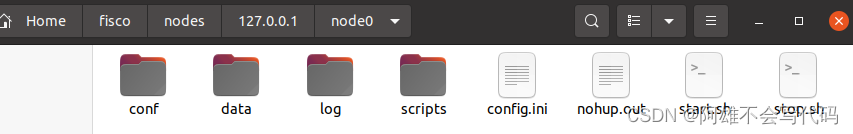 Home fisco nodes 127.0.0.1 node0
conf data log scripts config.ini nohup.out start.sh stop.sh
CSDN @阿雄不会写代码